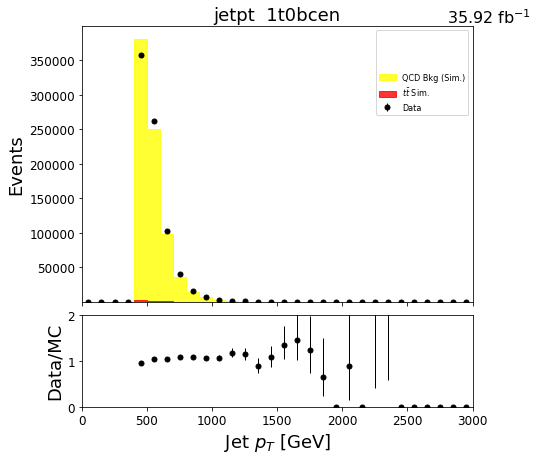 jetpt 1t0bcen
35.92 fb⁻¹
QCD Bkg (Sim.)
tt̄ Sim.
Data
Events
350000
300000
250000
200000
150000
100000
50000
Data/MC
2
1
0
0 500 1000 1500 2000 2500 3000
Jet p_T [GeV]